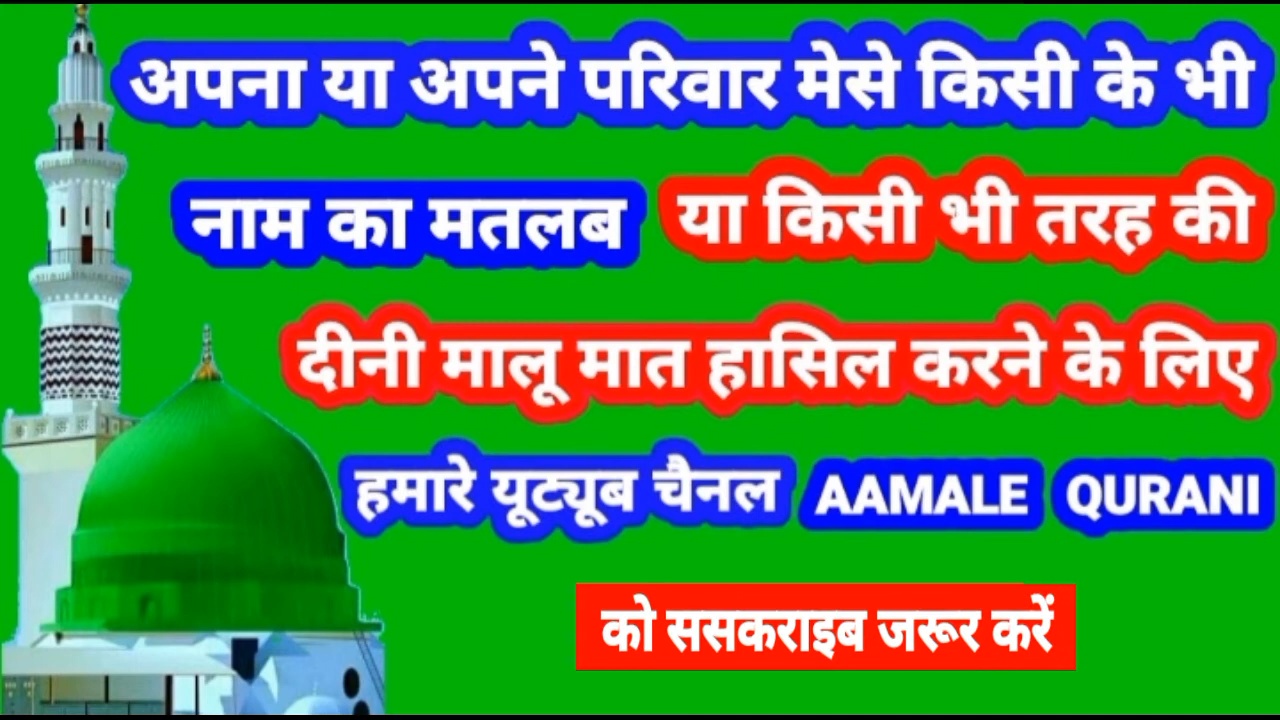 अपना या अपने परिवार मेसे किसी के भी
नाम का मतलब या किसी भी तरह की
दीनी मालू मात हासिल करने के लिए
हमारे यूट्यूब चैनल AAMALE QURANI
को ससकराइब जरूर करें